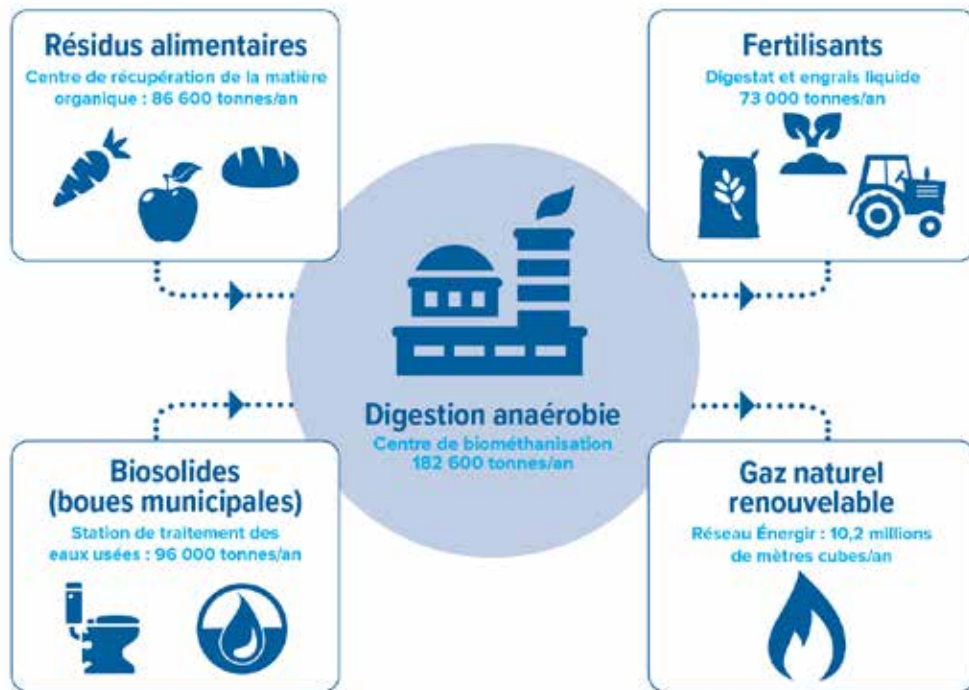 Résidus alimentaires
Centre de récupération de la matière
organique : 86 600 tonnes/an
Fertilisants
Digestat et engrais liquide
73 000 tonnes/an
Digestion anaérobie
Centre de biométhanisation
182 600 tonnes/an
Biosolides
(boues municipales)
Station de traitement des
eaux usées : 96 000 tonnes/an
Gaz naturel
renouvelable
Réseau Énergir : 10,2 millions
de mètres cubes/an